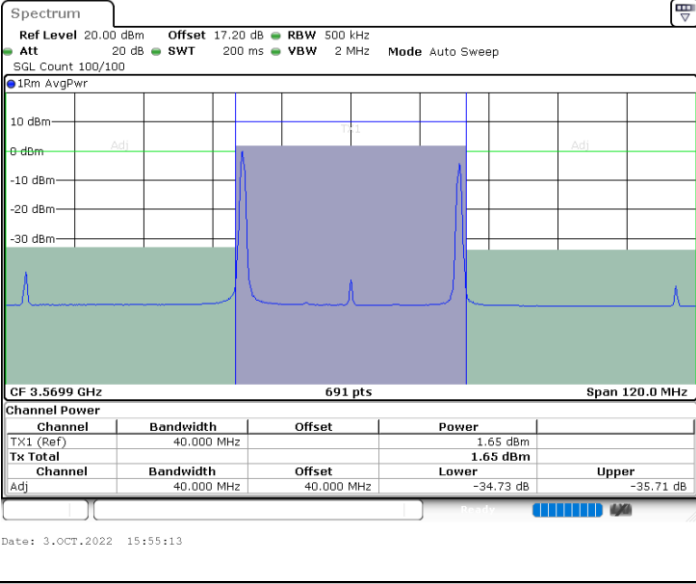 Spectrum
Ref Level 20.00 dBm Offset 17.20 dB RBW 500 kHz
Att 20 dB SWT 200 ms VBW 2 MHz Mode Auto Sweep
SGL Count 100/100
1Rm AvgPwr
TX1
10 dBm
Adj Adj
0 dBm
-10 dBm
-20 dBm
-30 dBm
CF 3.5699 GHz 691 pts Span 120.0 MHz
Channel Power
Channel Bandwidth Offset Power
TX1 (Ref) 40.000 MHz 1.65 dBm
Tx Total 1.65 dBm
Channel Bandwidth Offset Lower Upper
Adj 40.000 MHz 40.000 MHz -34.73 dB -35.71 dB
Ready
Date: 3.OCT.2022 15:55:13